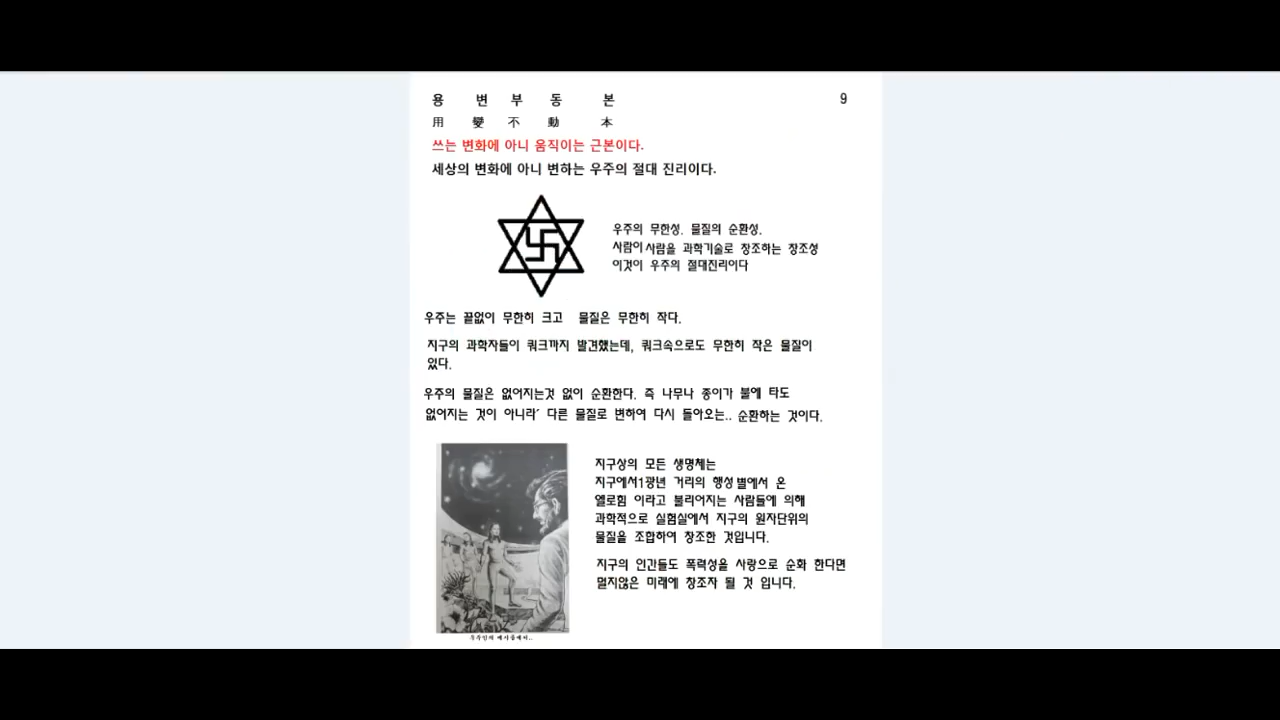 용 변 부 동 본
9
用 變 不 動 本
쓰는 변화에 아니 움직이는 근본이다.
세상의 변화에 아니 변하는 우주의 절대 진리이다.
우주의 무한성. 물질의 순환성.
사람이 사람을 과학기술로 창조하는 창조성
이것이 우주의 절대진리이다
우주는 끝없이 무한히 크고 물질은 무한히 작다.
지구의 과학자들이 쿼크까지 발견했는데, 쿼크속으로도 무한히 작은 물질이
있다.
우주의 물질은 없어지는것 없이 순환한다. 즉 나무나 종이가 불에 타도
없어지는 것이 아니라´ 다른 물질로 변하여 다시 돌아오는.. 순환하는 것이다.
지구상의 모든 생명체는
지구에서1광년 거리의 행성 별에서 온
엘로힘 이라고 불리어지는 사람들에 의해
과학적으로 실험실에서 지구의 원자단위의
물질을 조합하여 창조한 것입니다.
지구의 인간들도 폭력성을 사랑으로 순화 한다면
멀지않은 미래에 창조자 될 것 입니다.
우주인의 메시지에서..